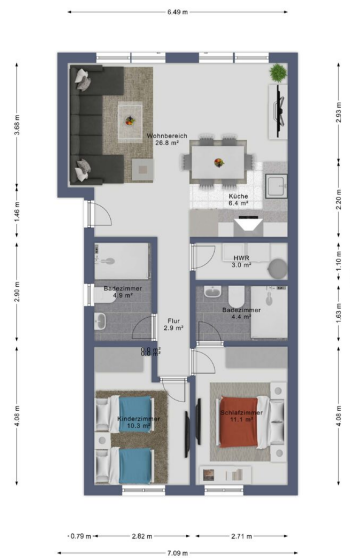 6.49 m
3.68 m
2.93 m
Wohnbereich
26.8 m²
Küche
6.4 m²
1.46 m
2.20 m
HWR
3.0 m²
1.10 m
2.90 m
Badezimmer
4.9 m²
Badezimmer
4.4 m²
1.63 m
Flur
2.9 m²
4.08 m
Kinderzimmer
10.3 m²
Schlafzimmer
11.1 m²
4.08 m
0.79 m
2.82 m
2.71 m
7.09 m